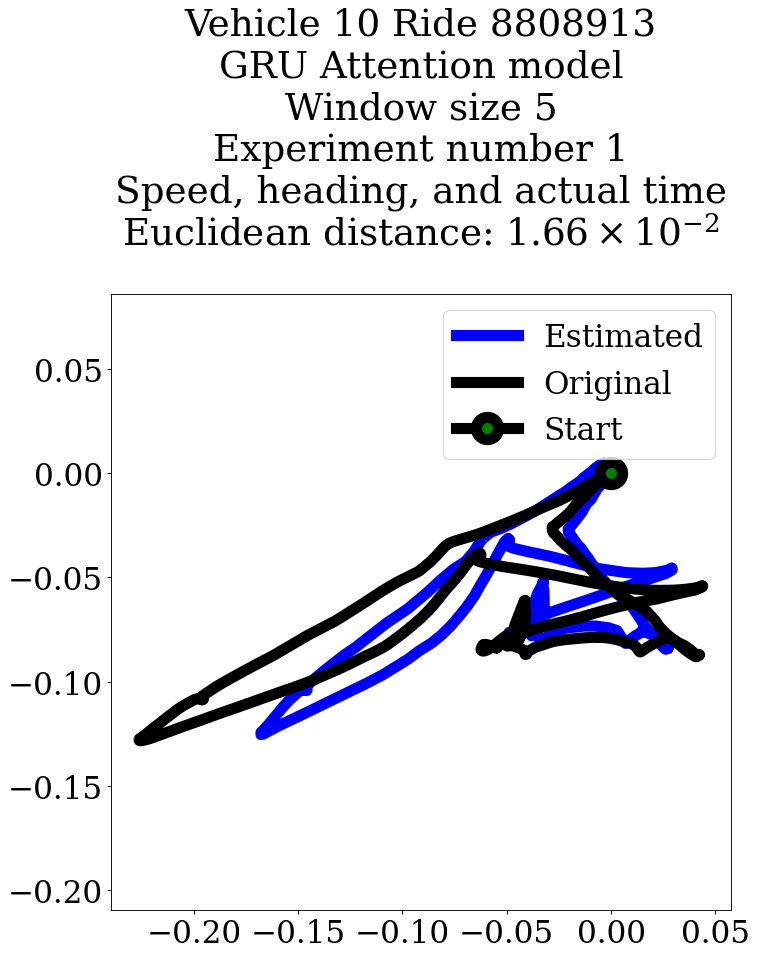 Vehicle 10 Ride 8808913
GRU Attention model
Window size 5
Experiment number 1
Speed, heading, and actual time
Euclidean distance: 1.66 × 10⁻²
Estimated
Original
Start
0.05
0.00
−0.05
−0.10
−0.15
−0.20
−0.20 −0.15 −0.10 −0.05 0.00 0.05